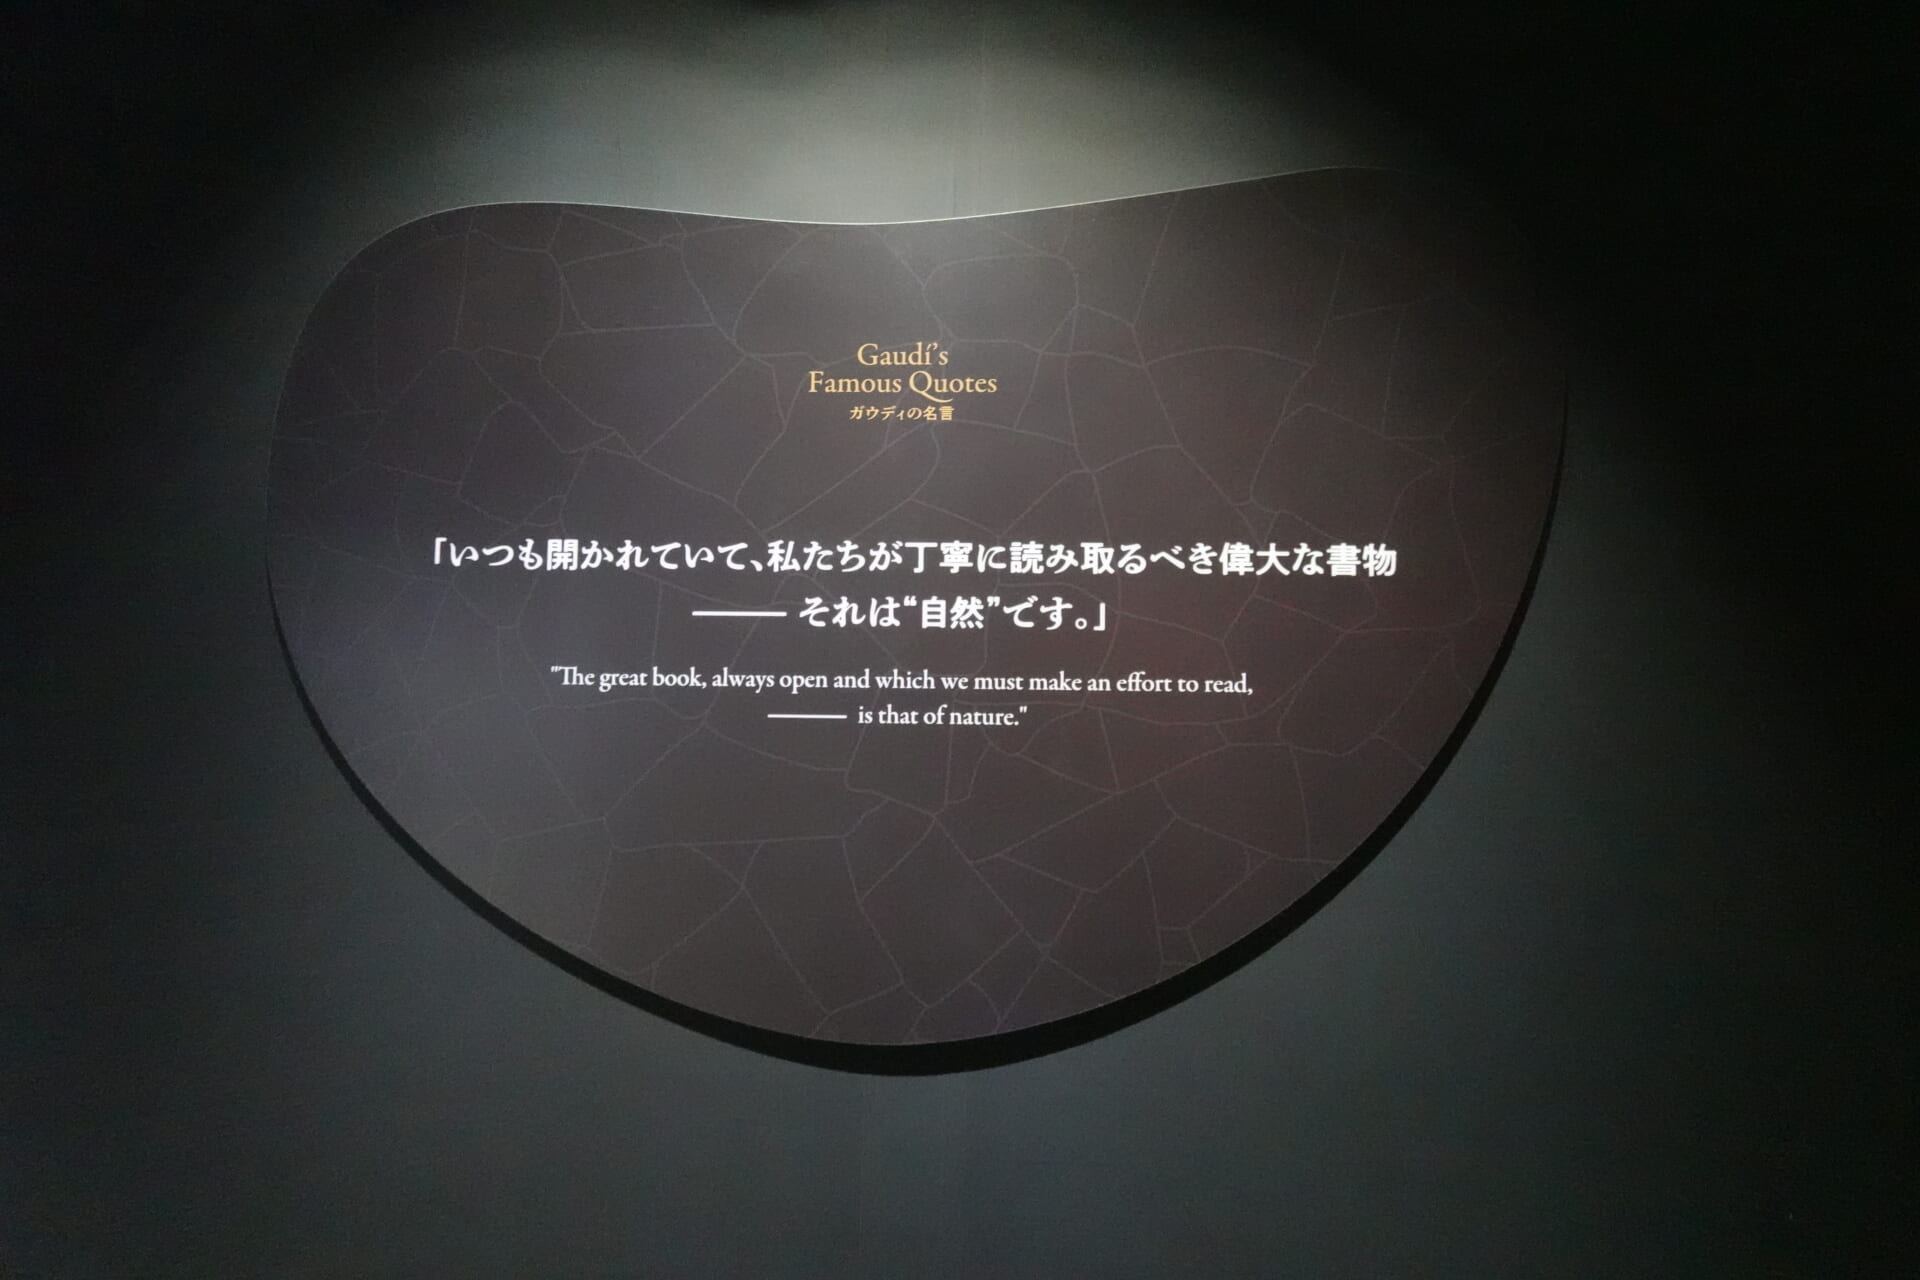 Gaudí’s
Famous Quotes
ガウディの名言
「いつも開かれていて、私たちが丁寧に読み取るべき偉大な書物
——— それは“自然”です。」
"The great book, always open and which we must make an effort to read,
——— is that of nature."